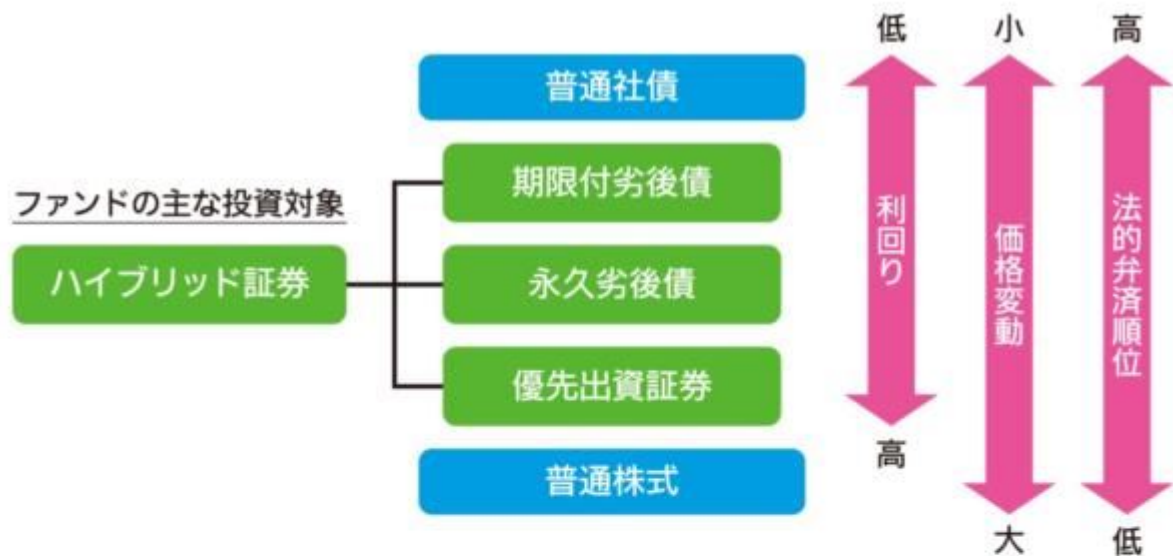 低
小
高
普通社債
期限付劣後債
ファンドの主な投資対象
ハイブリッド証券
永久劣後債
優先出資証券
普通株式
利回り
価格変動
法的弁済順位
高
大
低